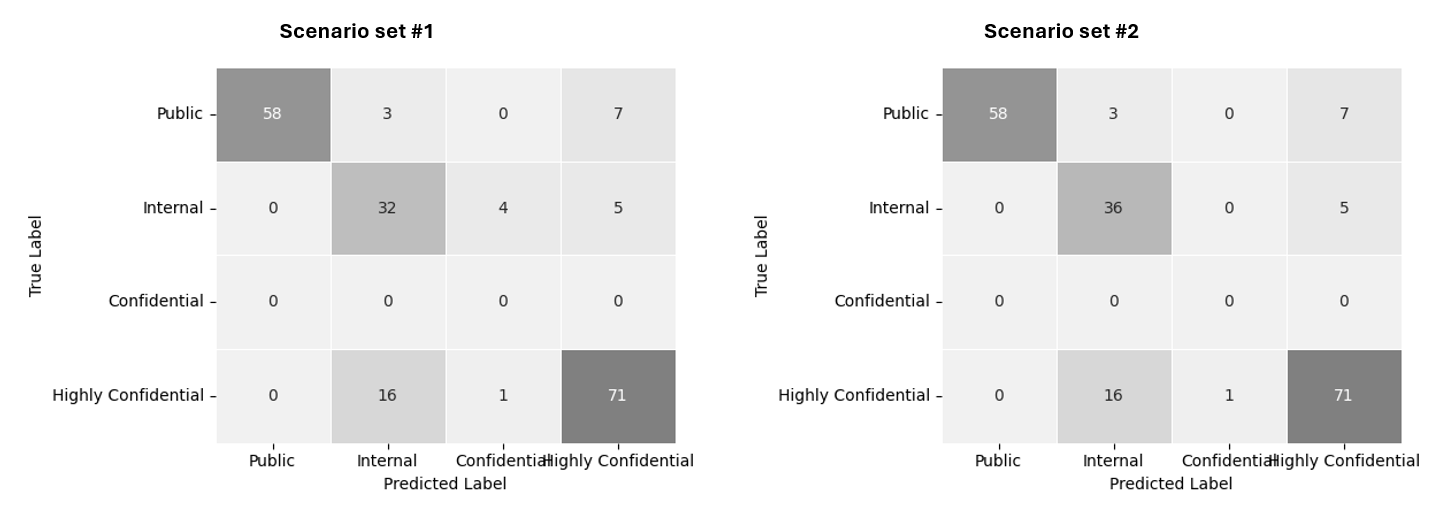 Scenario set #1
Public
58 3 0 7
Internal
0 32 4 5
Confidential
0 0 0 0
Highly Confidential
0 16 1 71
True Label
Public Internal Confidential Highly Confidential
Predicted Label
Scenario set #2
Public
58 3 0 7
Internal
0 36 0 5
Confidential
0 0 0 0
Highly Confidential
0 16 1 71
True Label
Public Internal Confidential Highly Confidential
Predicted Label